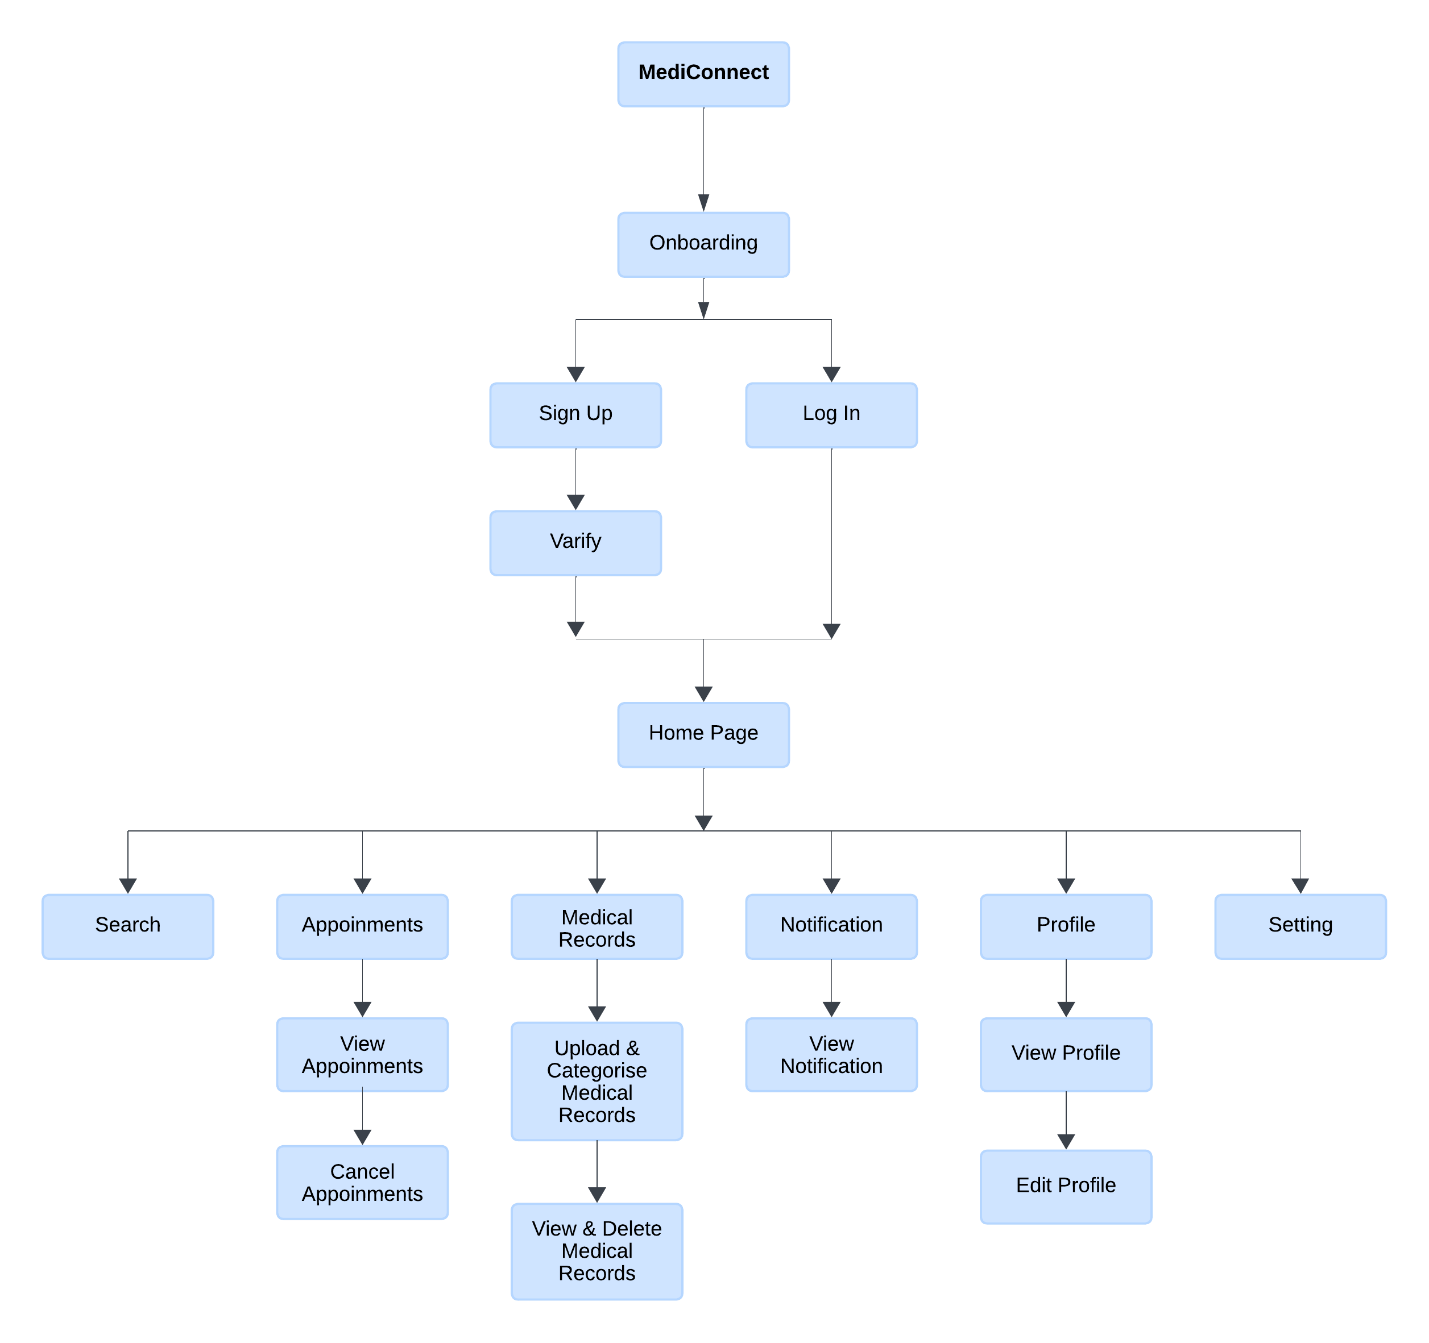 MediConnect
Onboarding
Sign Up
Log In
Varify
Home Page
Search
Appoinments
Medical
Records
Notification
Profile
Setting
View
Appoinments
Upload &
Categorise
Medical
Records
View
Notification
View Profile
Cancel
Appoinments
View & Delete
Medical
Records
Edit Profile